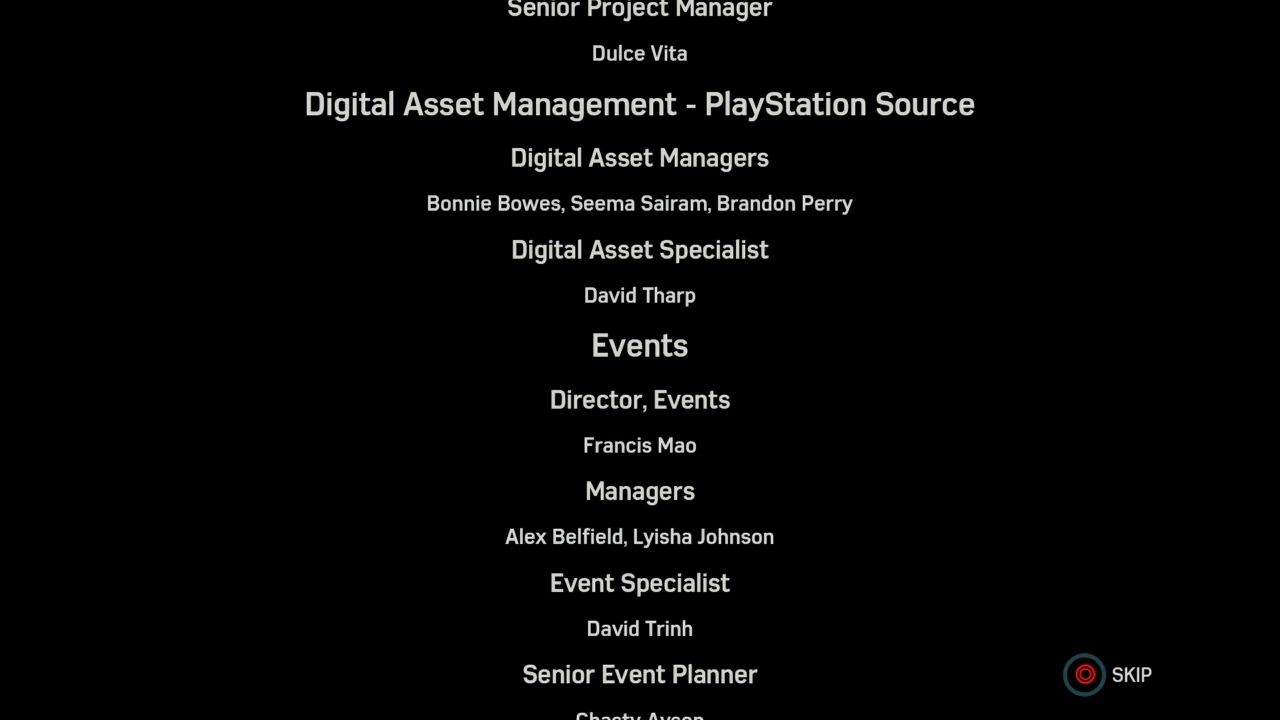 Senior Project Manager
Dulce Vita
Digital Asset Management - PlayStation Source
Digital Asset Managers
Bonnie Bowes, Seema Sairam, Brandon Perry
Digital Asset Specialist
David Tharp
Events
Director, Events
Francis Mao
Managers
Alex Belfield, Lyisha Johnson
Event Specialist
David Trinh
Senior Event Planner
SKIP